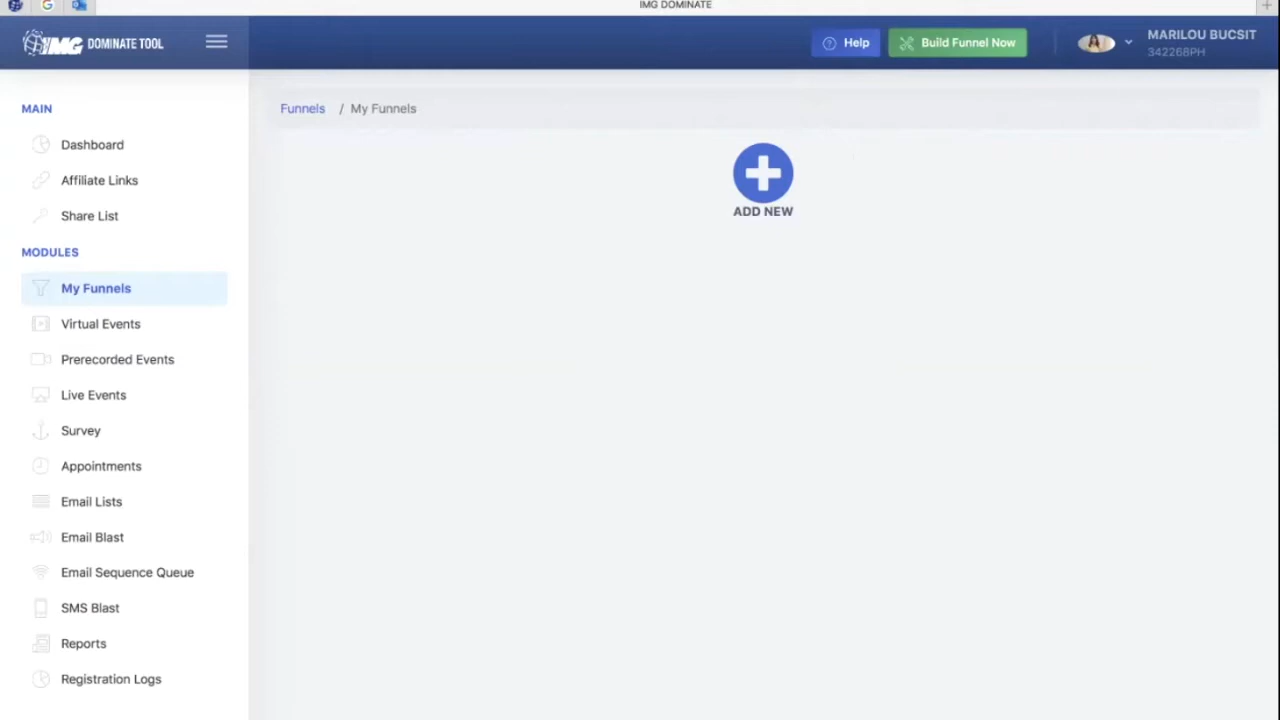 IMG DOMINATE
IMG DOMINATE TOOL
Help
Build Funnel Now
MARILOU BUCSIT
342268PH
MAIN
Dashboard
Affiliate Links
Share List
MODULES
My Funnels
Virtual Events
Prerecorded Events
Live Events
Survey
Appointments
Email Lists
Email Blast
Email Sequence Queue
SMS Blast
Reports
Registration Logs
Funnels / My Funnels
ADD NEW